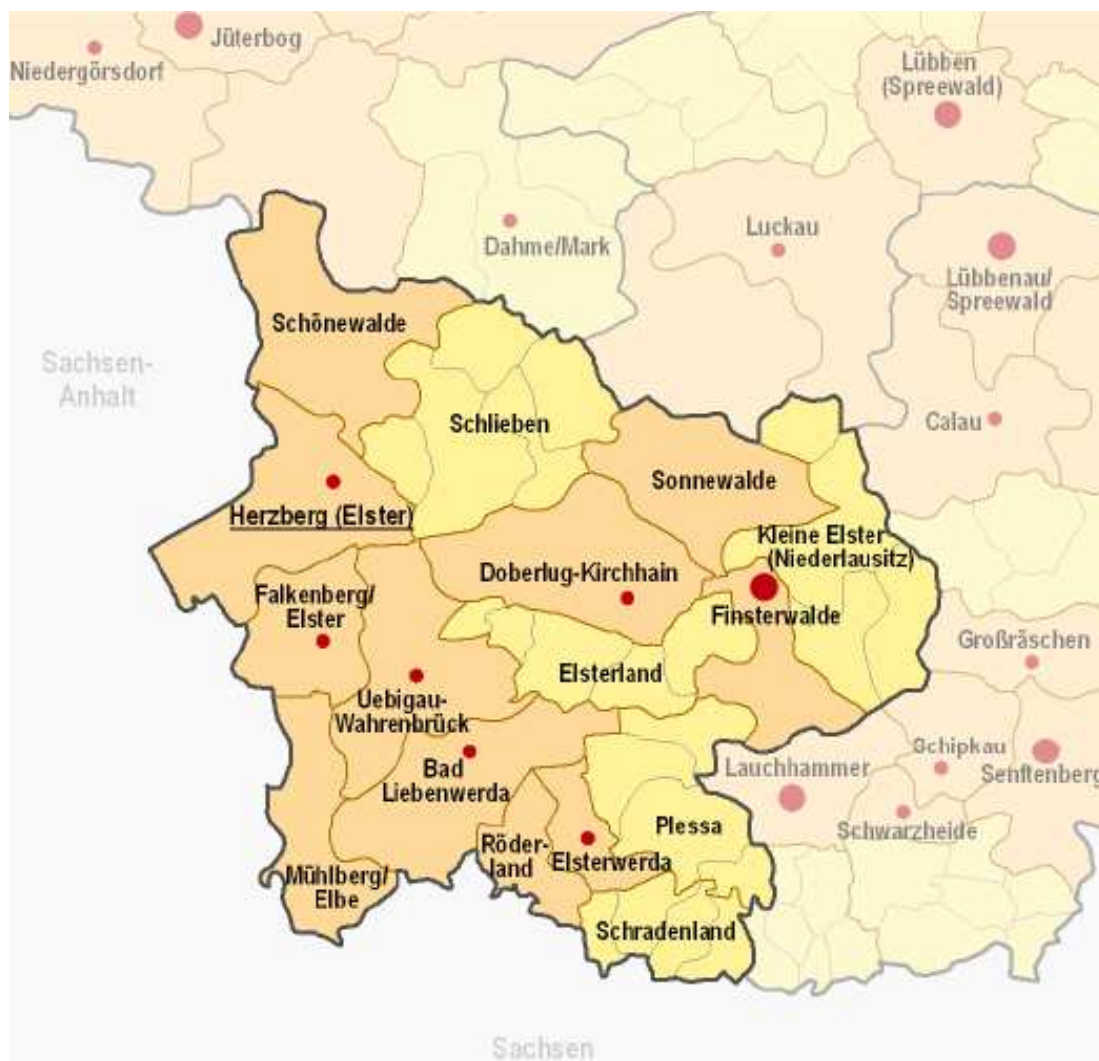 Jüterbog
Niedergörsdorf
Lübben
(Spreewald)
Dahme/Mark
Luckau
Lübbenau/
Spreewald
Schönewalde
Sachsen-
Anhalt
Schlieben
Calau
Sonnewalde
Herzberg (Elster)
Kleine Elster
(Niederlausitz)
Doberlug-Kirchhain
Falkenberg/
Elster
Finsterwalde
Großräschen
Elsterland
Uebigau-
Wahrenbrück
Schipkau
Bad
Liebenwerda
Lauchhammer
Senftenberg
Plessa
Schwarzheide
Röder-
land
Elsterwerda
Mühlberg/
Elbe
Schradenland
Sachsen